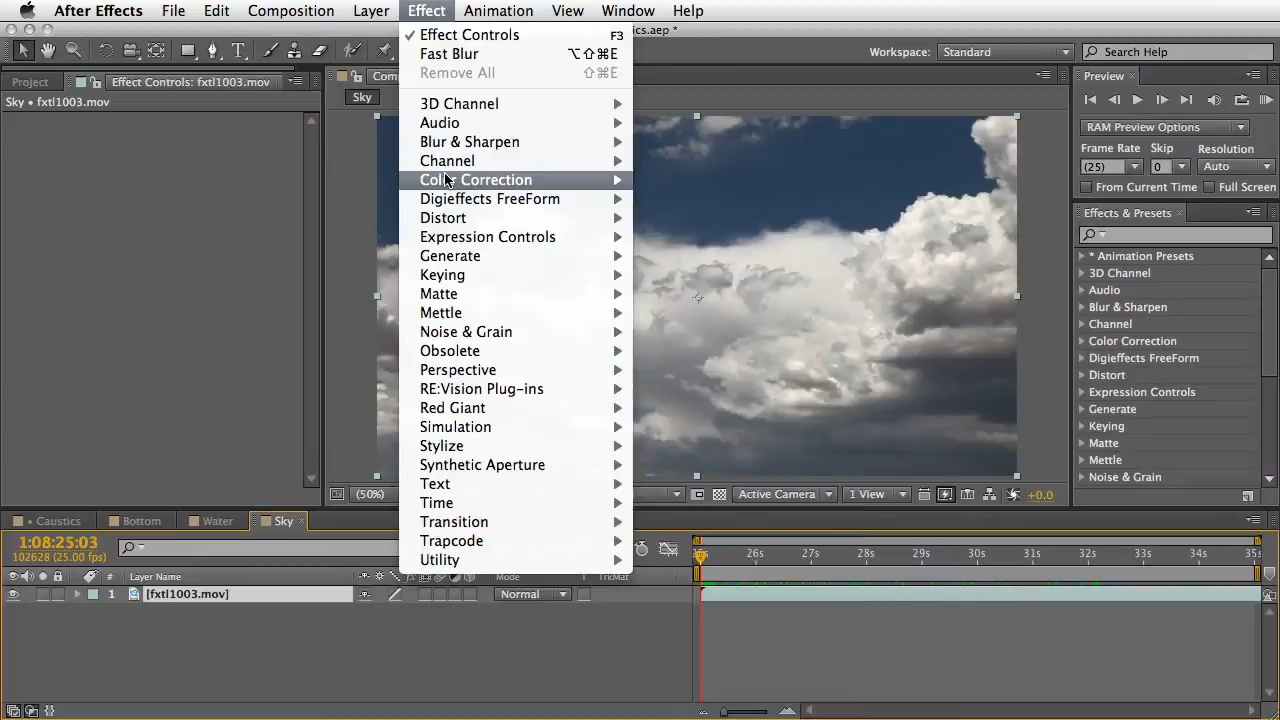 After Effects File Edit Composition Layer Effect Animation View Window Help
ics.aep *
Workspace: Standard Search Help
Project Effect Controls: fxtl1003.mov
Sky • fxtl1003.mov
Sky
Effect Controls F3
Fast Blur ⌥⇧⌘E
Remove All ⇧⌘E
3D Channel
Audio
Blur & Sharpen
Channel
Color Correction
Digieffects FreeForm
Distort
Expression Controls
Generate
Keying
Matte
Mettle
Noise & Grain
Obsolete
Perspective
RE:Vision Plug-ins
Red Giant
Simulation
Stylize
Synthetic Aperture
Text
Time
Transition
Trapcode
Utility
Preview
RAM Preview Options
Frame Rate Skip Resolution
(25) 0 Auto
From Current Time Full Screen
Effects & Presets
* Animation Presets
3D Channel
Audio
Blur & Sharpen
Channel
Color Correction
Digieffects FreeForm
Distort
Expression Controls
Generate
Keying
Matte
Mettle
Noise & Grain
(50%) Active Camera 1 View +0.0
Caustics Bottom Water Sky
1:08:25:03
102628 (25.00 fps)
26s 27s 28s 29s 30s 31s 32s 33s 34s 35s
# Layer Name Mode TrkMat
1 [fxtl1003.mov] Normal